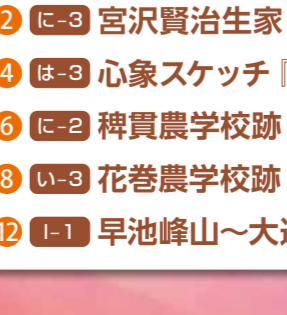 2 に-3 宮沢賢治生家
4 は-3 心象スケッチ『
6 に-2 稗貫農学校跡
8 い-3 花巻農学校跡
12 I-1 早池峰山～大